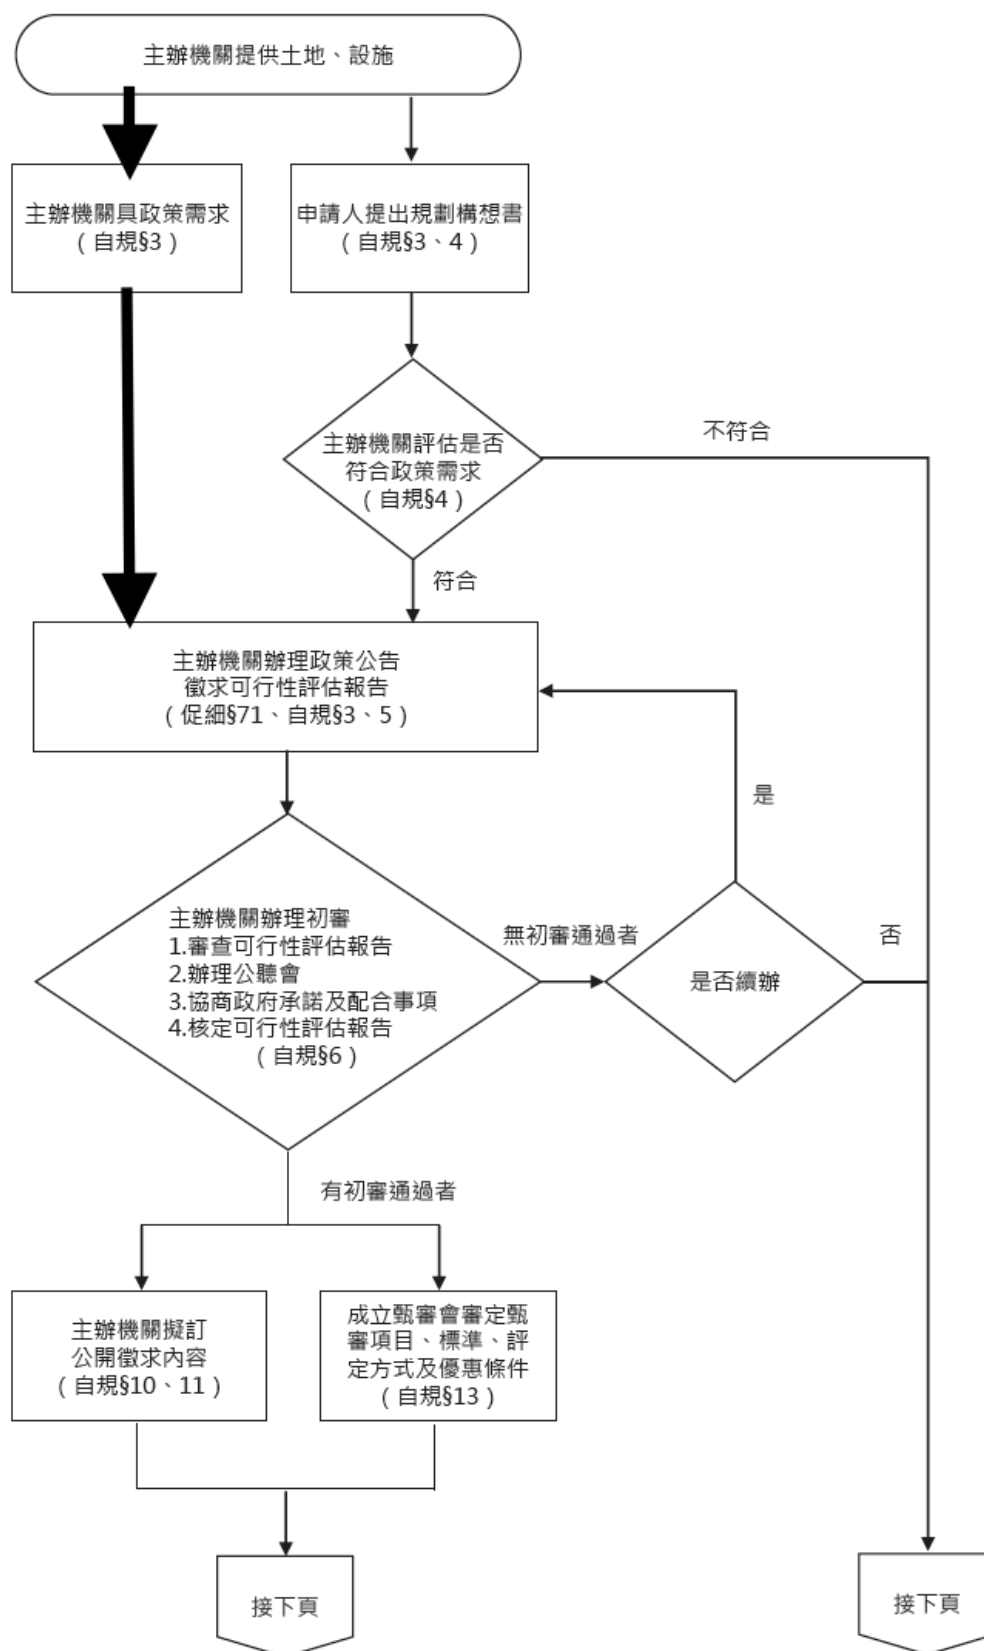 主辦機關提供土地、設施
主辦機關具政策需求
（自規§3）
申請人提出規劃構想書
（自規§3、4）
主辦機關評估是否
符合政策需求
（自規§4）
不符合
符合
主辦機關辦理政策公告
徵求可行性評估報告
（促細§71、自規§3、5）
是
主辦機關辦理初審
1.審查可行性評估報告
2.辦理公聽會
3.協商政府承諾及配合事項
4.核定可行性評估報告
（自規§6）
無初審通過者
是否續辦
否
有初審通過者
主辦機關擬訂
公開徵求內容
（自規§10、11）
成立甄審會審定甄
審項目、標準、評
定方式及優惠條件
（自規§13）
接下頁
接下頁